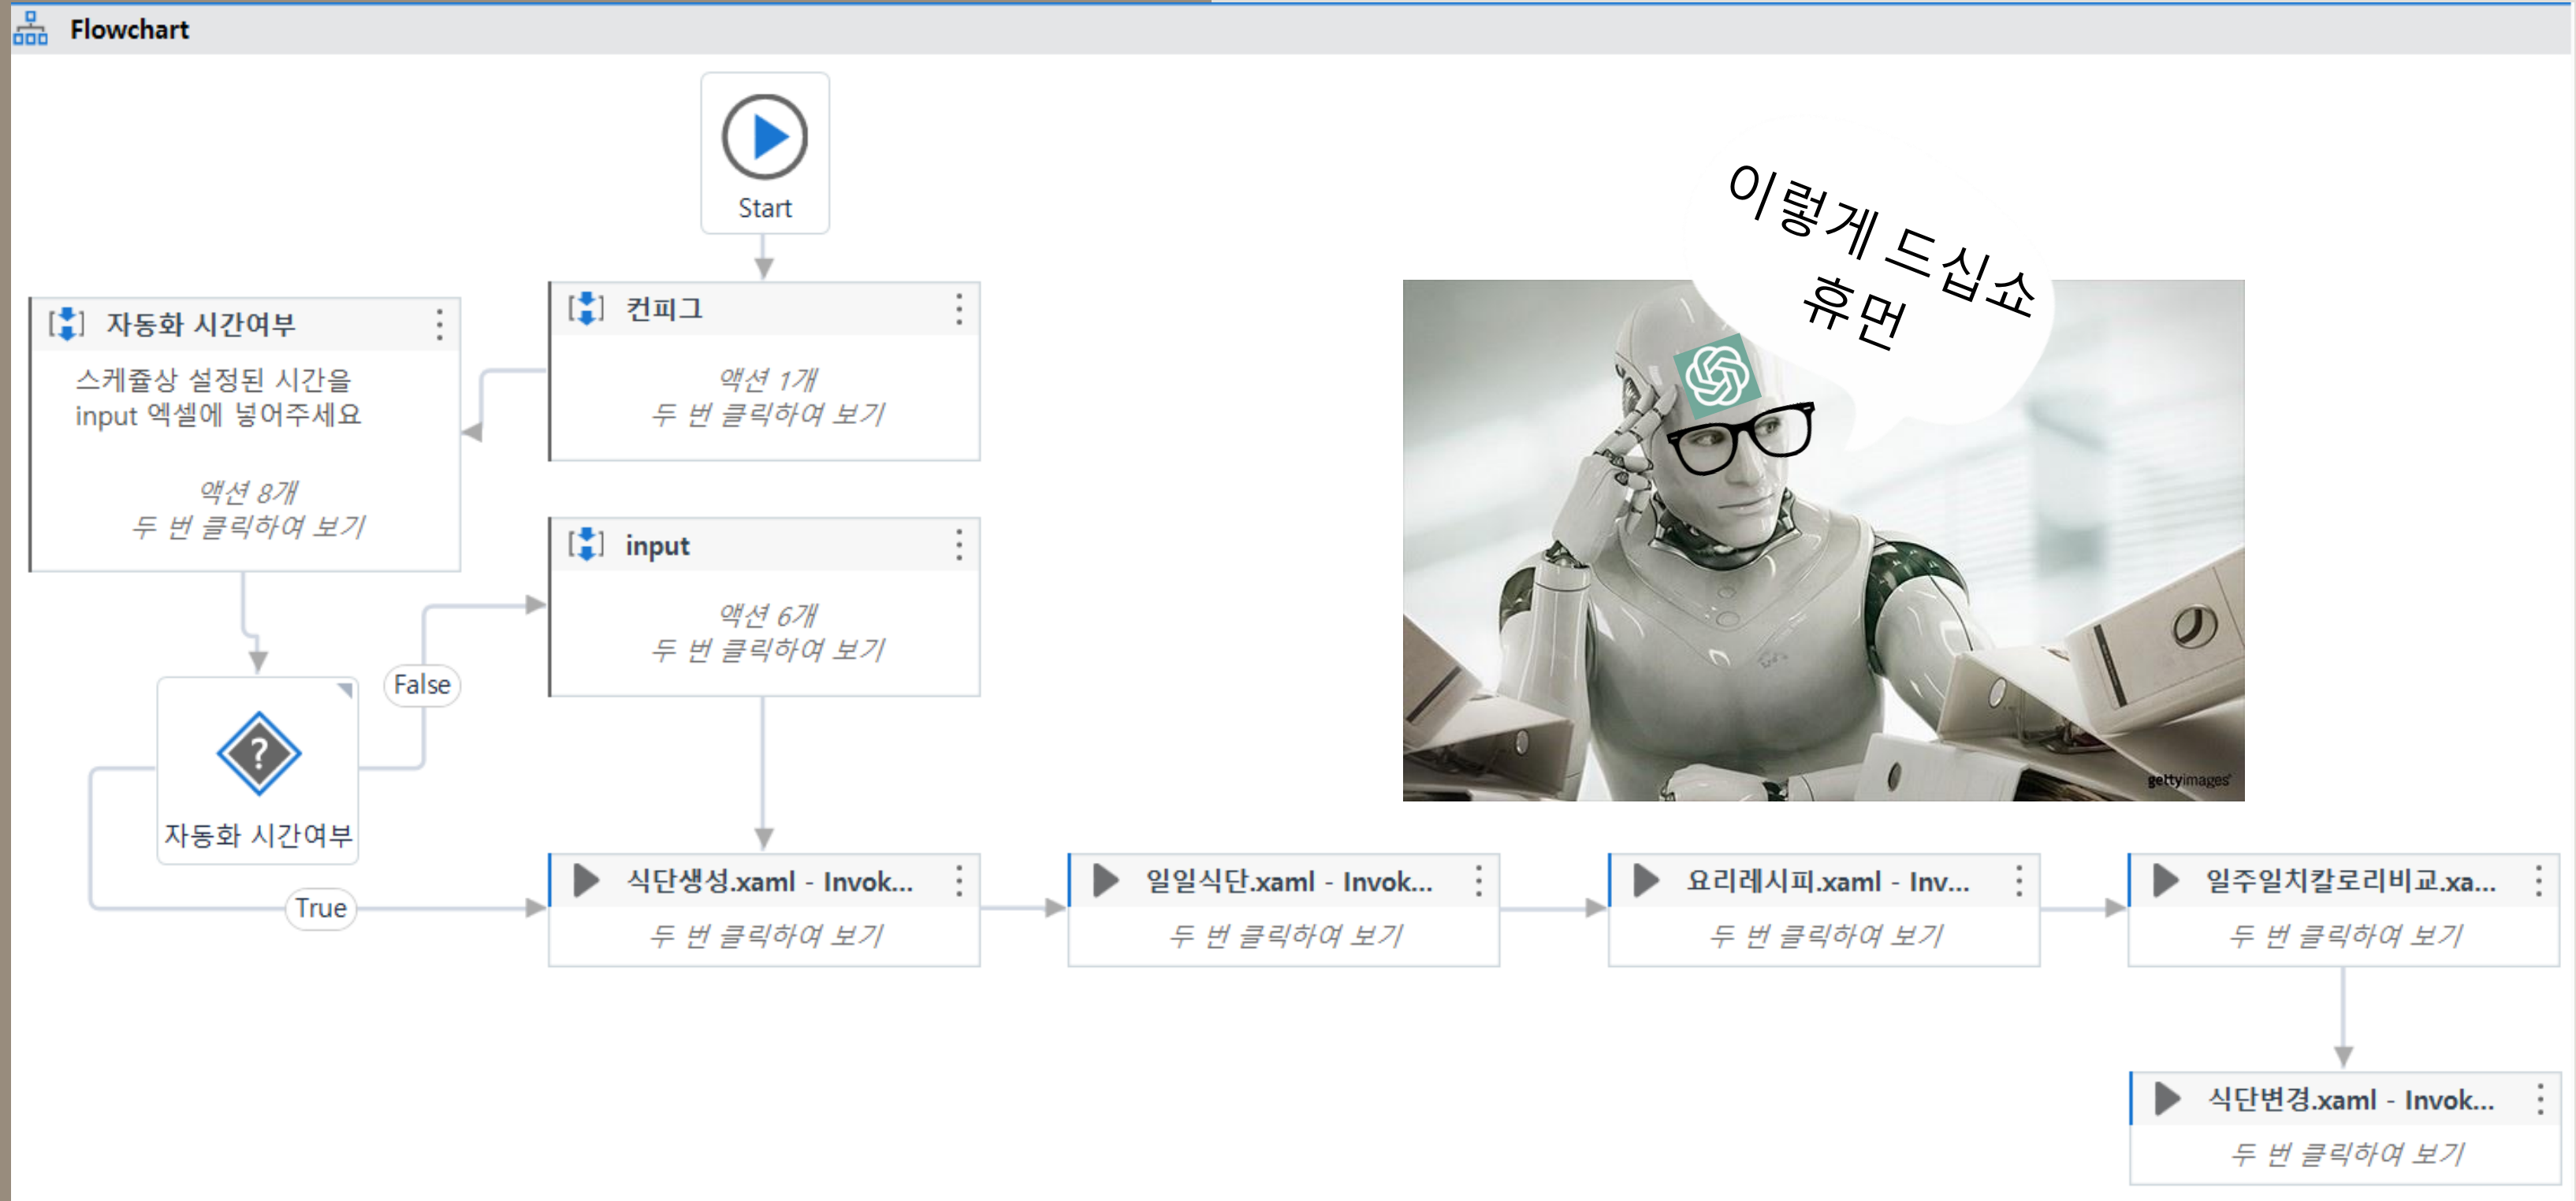 Flowchart
Start
컨피그
액션 1개
두 번 클릭하여 보기
자동화 시간여부
스케쥴상 설정된 시간을
input 엑셀에 넣어주세요
액션 8개
두 번 클릭하여 보기
input
액션 6개
두 번 클릭하여 보기
False
?
자동화 시간여부
True
식단생성.xaml - Invok...
두 번 클릭하여 보기
일일식단.xaml - Invok...
두 번 클릭하여 보기
요리레시피.xaml - Inv...
두 번 클릭하여 보기
일주일치칼로리비교.xa...
두 번 클릭하여 보기
식단변경.xaml - Invok...
두 번 클릭하여 보기
이렇게 드십쇼
휴먼
gettyimages®